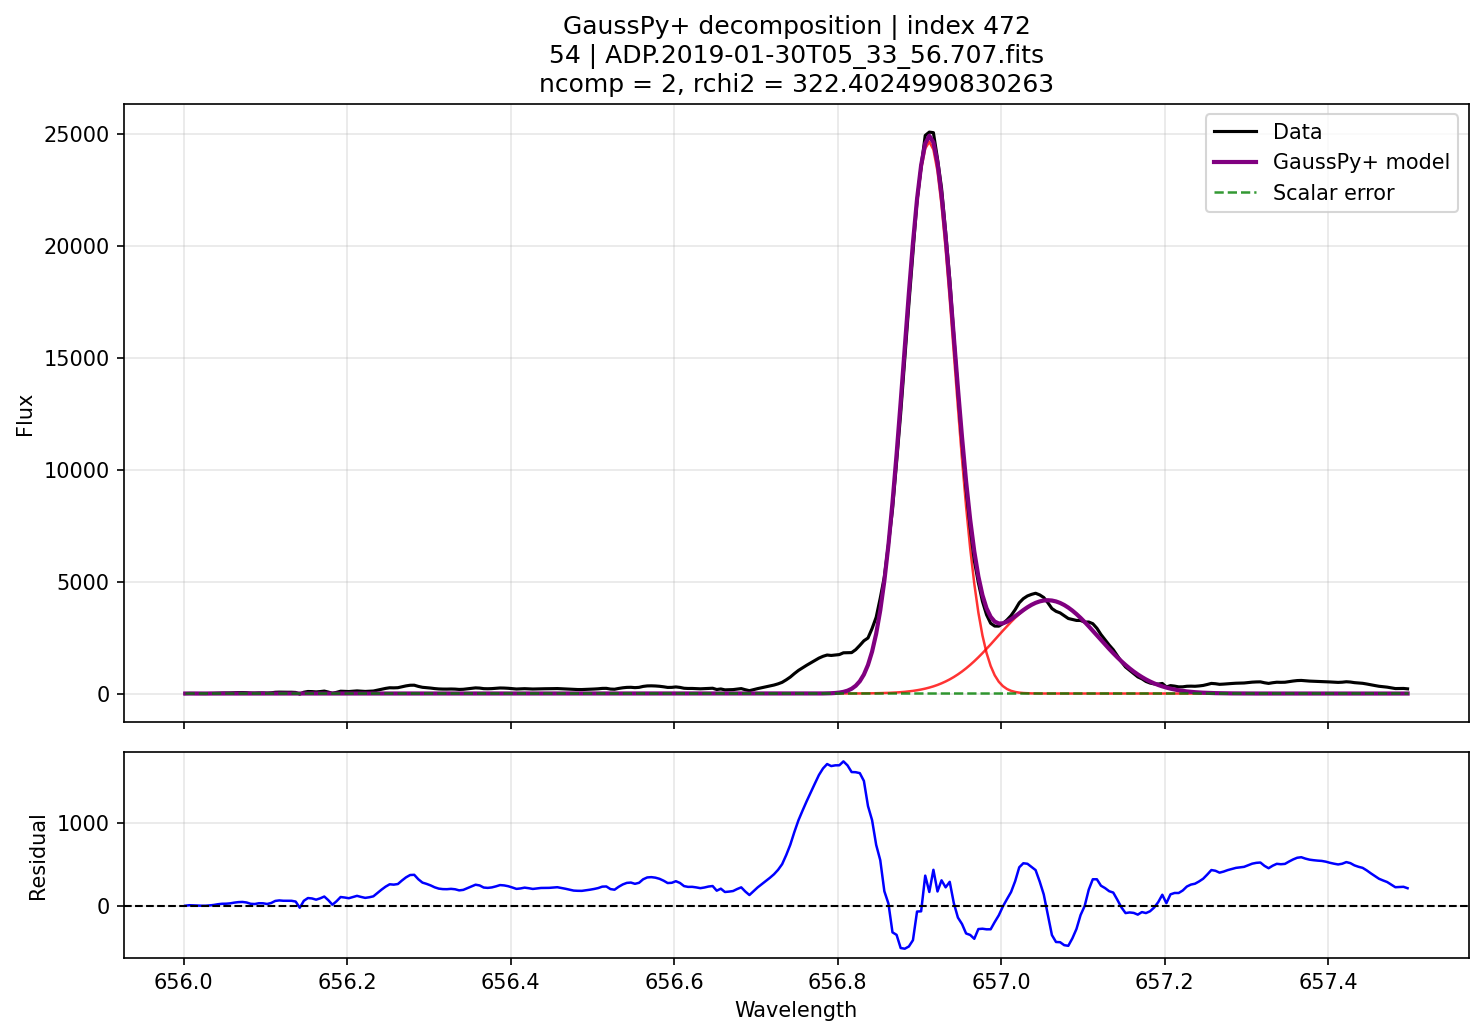 GaussPy+ decomposition | index 472
54 | ADP.2019-01-30T05_33_56.707.fits
ncomp = 2, rchi2 = 322.4024990830263
Data
GaussPy+ model
Scalar error
25000
20000
15000
10000
5000
0
Flux
1000
0
Residual
656.0 656.2 656.4 656.6 656.8 657.0 657.2 657.4
Wavelength